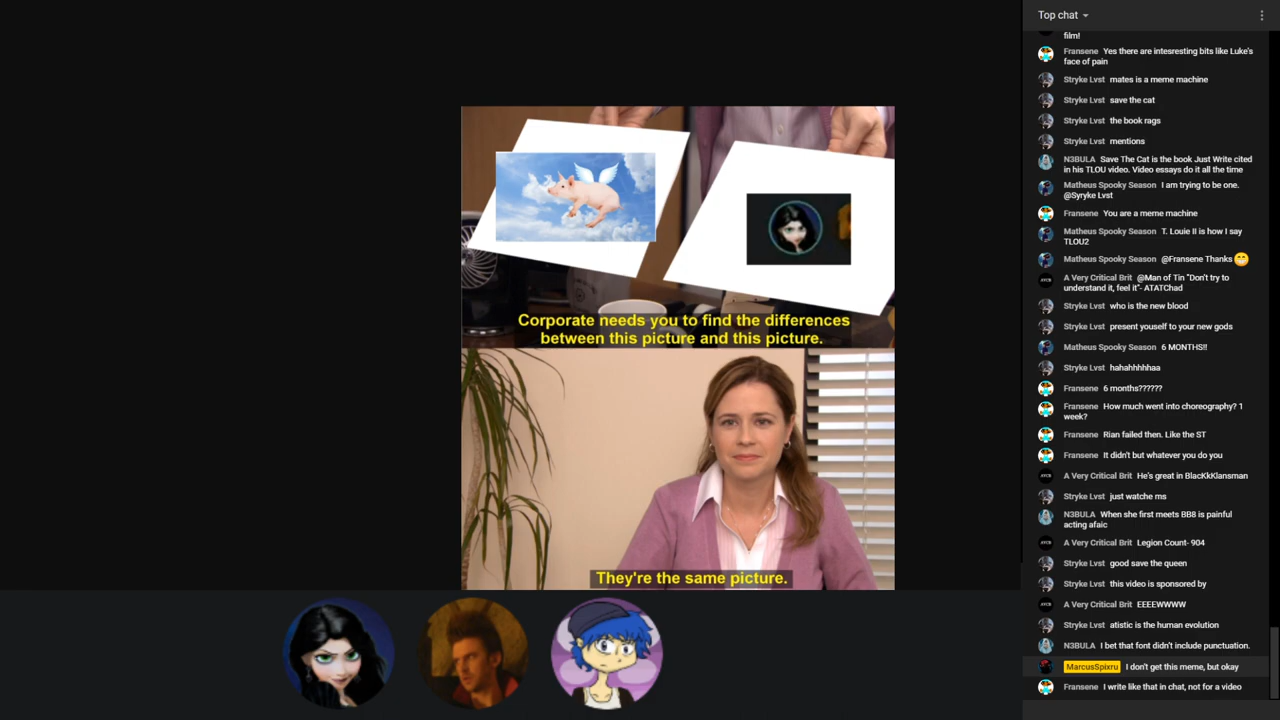 Corporate needs you to find the differences
between this picture and this picture.
They're the same picture.
Top chat
film!
Fransene Yes there are intesresting bits like Luke's
face of pain
Stryke Lvst mates is a meme machine
Stryke Lvst save the cat
Stryke Lvst the book rags
Stryke Lvst mentions
N3BULA Save The Cat is the book Just Write cited
in his TLOU video. Video essays do it all the time
Matheus Spooky Season I am trying to be one.
@Syryke Lvst
Fransene You are a meme machine
Matheus Spooky Season T. Louie II is how I say
TLOU2
Matheus Spooky Season @Fransene Thanks
A Very Critical Brit @Man of Tin "Don't try to
understand it, feel it"- ATATChad
Stryke Lvst who is the new blood
Stryke Lvst present youself to your new gods
Matheus Spooky Season 6 MONTHS!!
Stryke Lvst hahahhhhhaa
Fransene 6 months??????
Fransene How much went into choreography? 1
week?
Fransene Rian failed then. Like the ST
Fransene It didn't but whatever you do you
A Very Critical Brit He's great in BlacKkKlansman
Stryke Lvst just watche ms
N3BULA When she first meets BB8 is painful
acting afaic
A Very Critical Brit Legion Count- 904
Stryke Lvst good save the queen
Stryke Lvst this video is sponsored by
A Very Critical Brit EEEEWWWW
Stryke Lvst atistic is the human evolution
N3BULA I bet that font didn't include punctuation.
MarcusSpixru I don't get this meme, but okay
Fransene I write like that in chat, not for a video